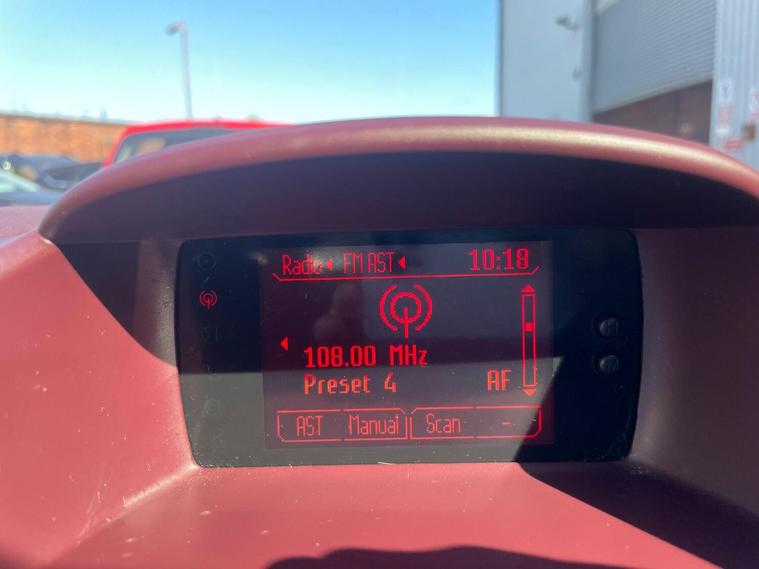 Radio FM AST 10:18
108.00 MHz
Preset 4 AF
AST Manual Scan -